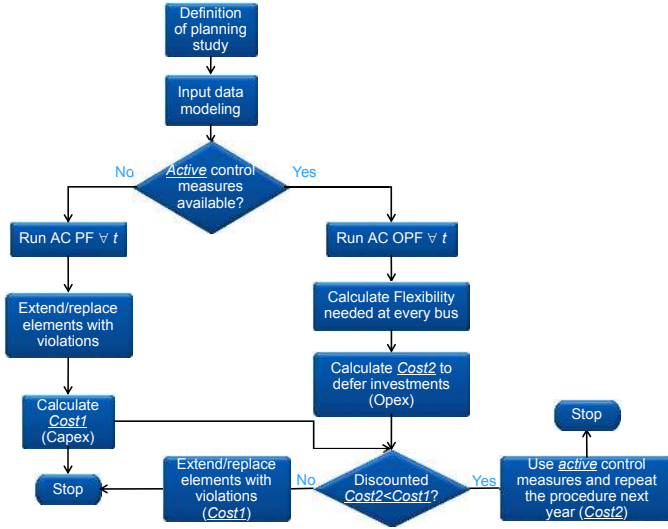 Definition
of planning
study
Input data
modeling
No
Active control
measures
available?
Yes
Run AC PF ∀ t
Run AC OPF ∀ t
Extend/replace
elements with
violations
Calculate Flexibility
needed at every bus
Calculate Cost2 to
defer investments
(Opex)
Calculate
Cost1
(Capex)
Stop
Stop
Extend/replace
elements with
violations
(Cost1)
No
Discounted
Cost2<Cost1?
Yes
Use active control
measures and repeat
the procedure next
year (Cost2)